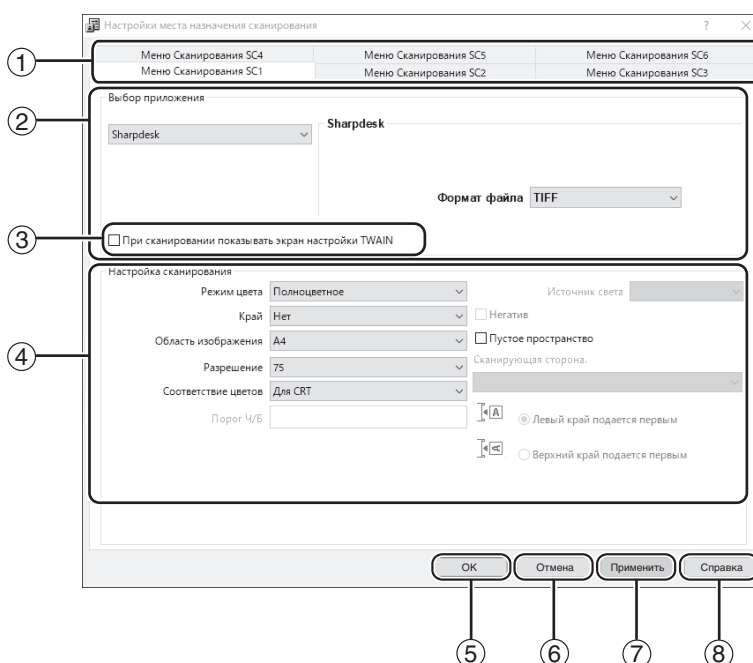 Настройки места назначения сканирования ? ×
Меню Сканирования SC4 Меню Сканирования SC5 Меню Сканирования SC6
Меню Сканирования SC1 Меню Сканирования SC2 Меню Сканирования SC3
1
Выбор приложения
2
Sharpdesk
Sharpdesk
Формат файла TIFF
3
При сканировании показывать экран настройки TWAIN
Настройка сканирования
Режим цвета Полноцветное Источник света
Край Нет Негатив
4
Область изображения A4 Пустое пространство
Сканирующая сторона.
Разрешение 75
Соответствие цветов Для CRT
Порог Ч/Б
A Левый край подается первым
A Верхний край подается первым
OK Отмена Применить Справка
5 6 7 8